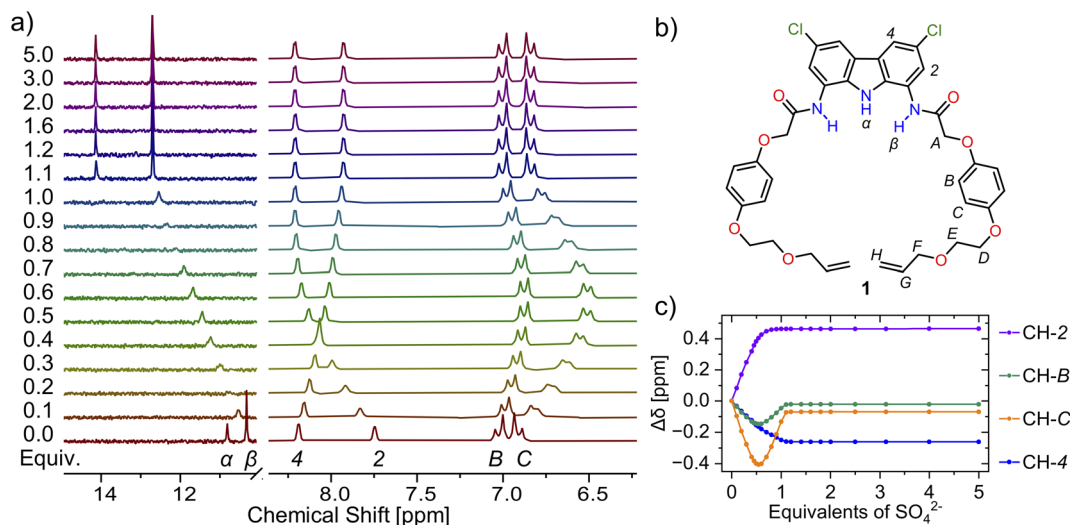 a)
5.0
3.0
2.0
1.6
1.2
1.1
1.0
0.9
0.8
0.7
0.6
0.5
0.4
0.3
0.2
0.1
0.0
Equiv.
α β
4 2 B C
14 12 8.0 7.5 7.0 6.5
Chemical Shift [ppm]
b)
Cl Cl
4
2
O N N N O
H H H
α
β
A
O O
B
C
O O
E
D
F
O O
H
G
1
c)
0.4
0.2
0.0
−0.2
−0.4
Δδ [ppm]
0 1 2 3 4 5
Equivalents of SO₄²⁻
CH-2
CH-B
CH-C
CH-4